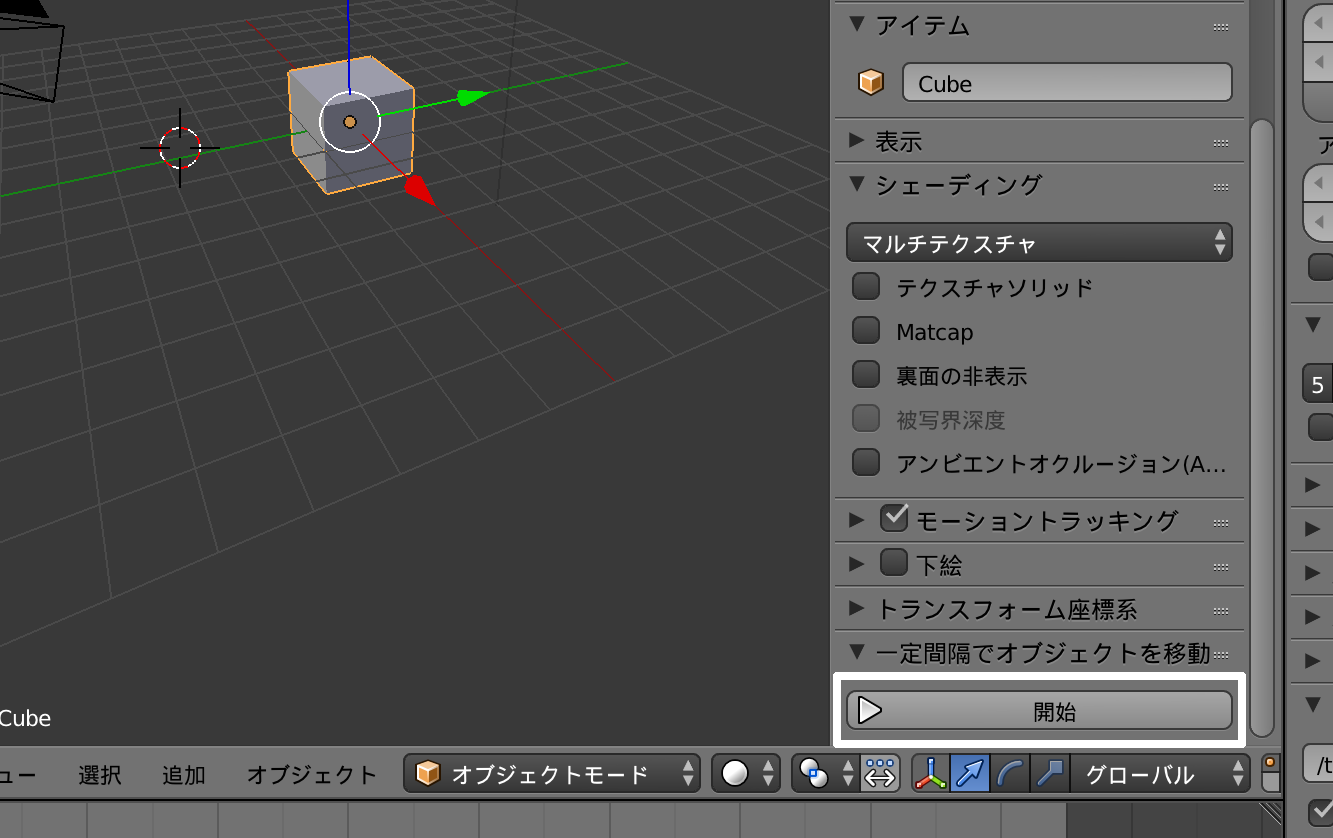 アイテム
Cube
表示
シェーディング
マルチテクスチャ
テクスチャソリッド
Matcap
裏面の非表示
被写界深度
アンビエントオクルージョン(A...
モーショントラッキング
下絵
トランスフォーム座標系
一定間隔でオブジェクトを移動
開始
Cube
ュー 選択 追加 オブジェクト オブジェクトモード グローバル
ア
5
/t